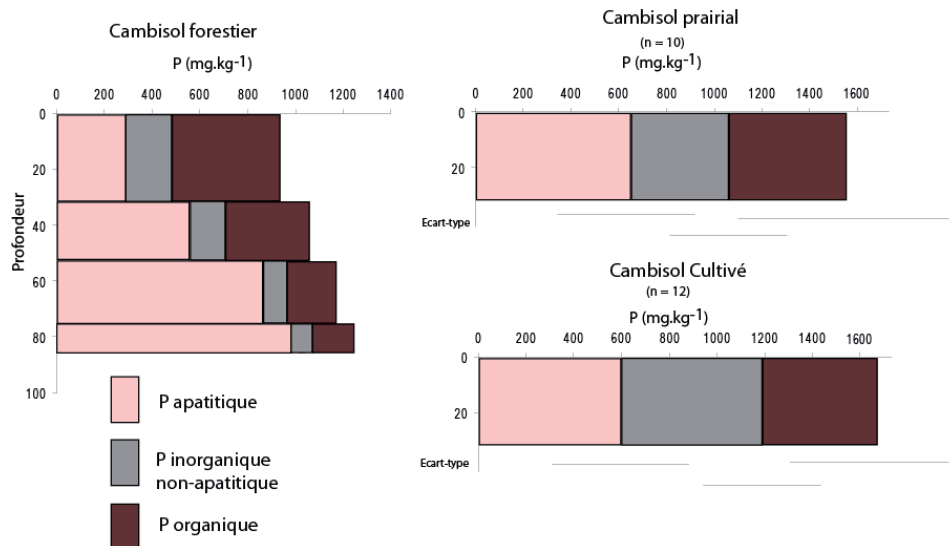 Cambisol forestier
P (mg.kg-1)
0 200 400 600 800 1000 1200 1400
0
20
40
60
80
100
Profondeur
P apatitique
P inorganique
non-apatitique
P organique
Cambisol prairial
(n = 10)
P (mg.kg-1)
0 200 400 600 800 1000 1200 1400 1600
0
20
Ecart-type
Cambisol Cultivé
(n = 12)
P (mg.kg-1)
0 200 400 600 800 1000 1200 1400 1600
0
20
Ecart-type